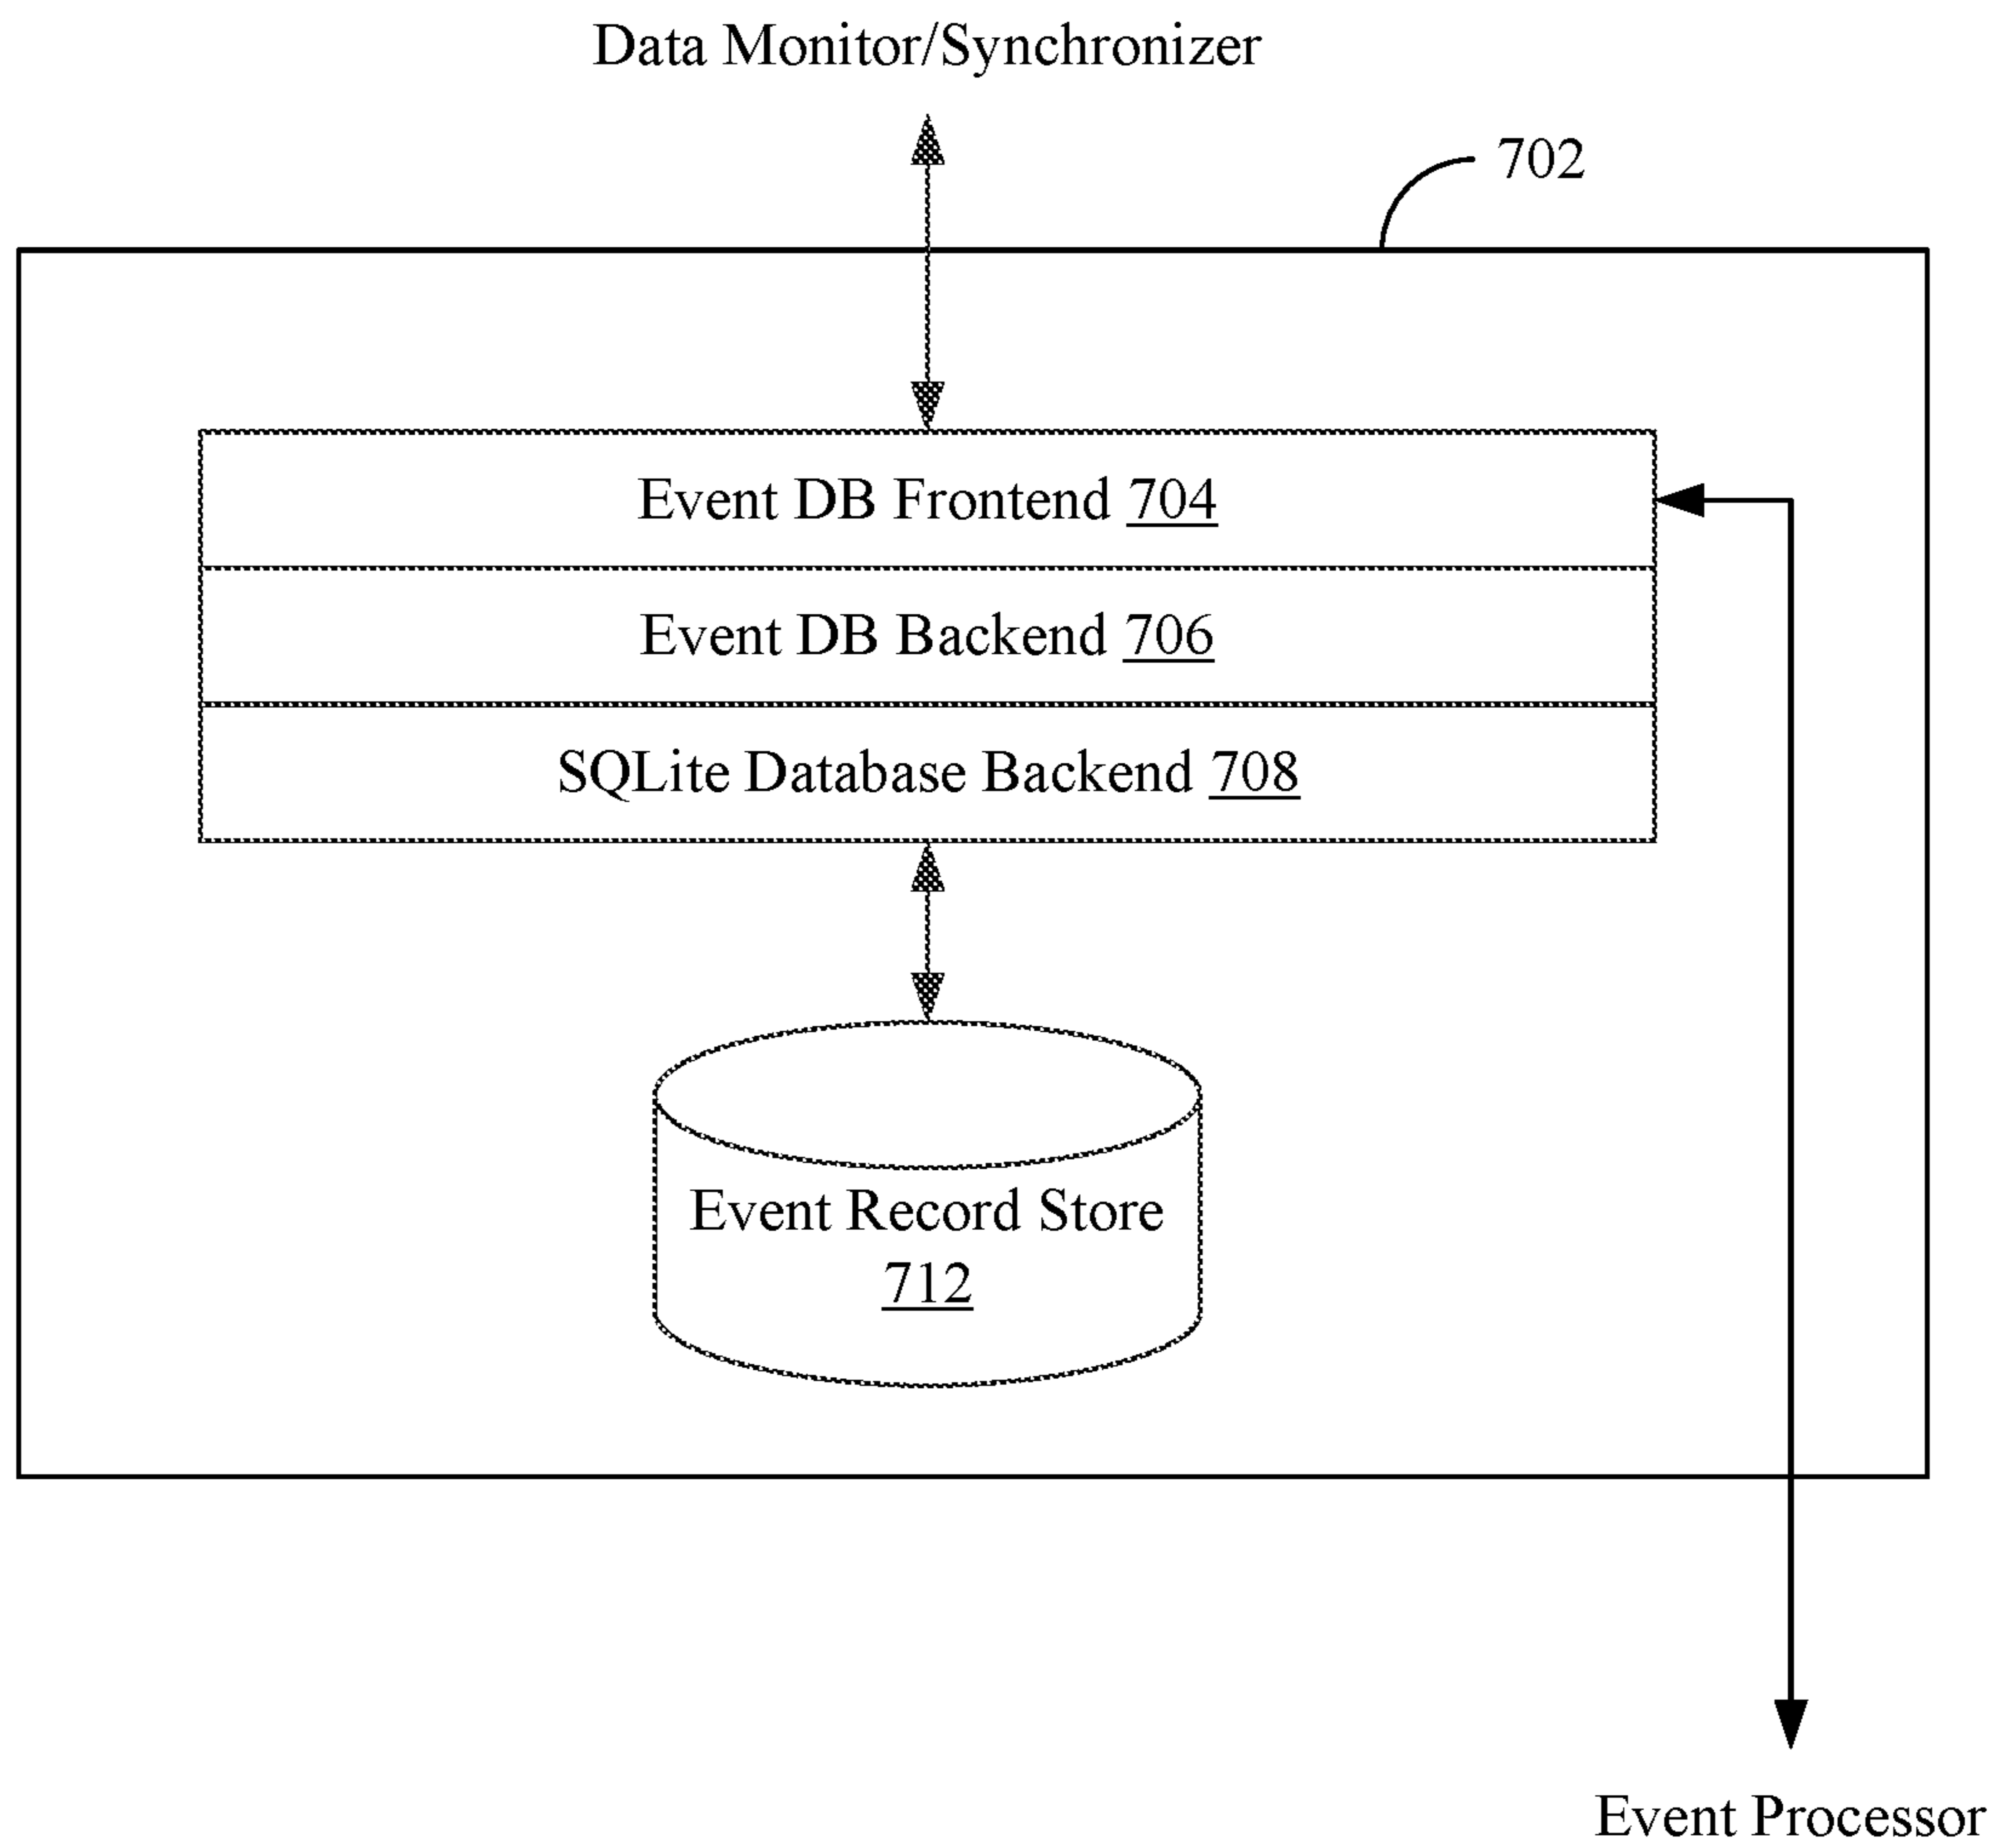 Data Monitor/Synchronizer
702
Event DB Frontend 704
Event DB Backend 706
SQLite Database Backend 708
Event Record Store
712
Event Processor